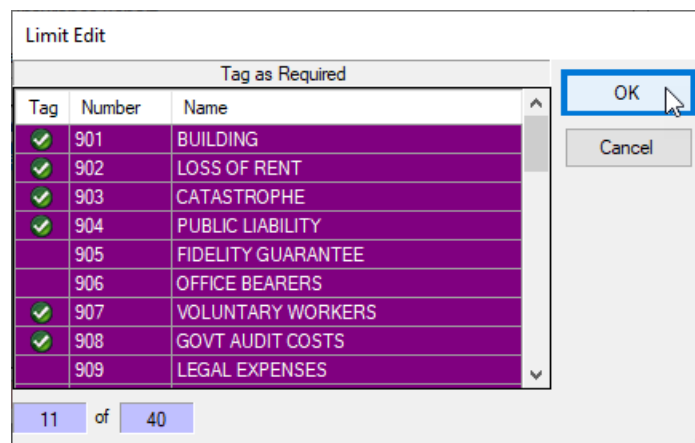 Limit Edit
Tag as Required
OK
Tag Number Name
Cancel
901 BUILDING
902 LOSS OF RENT
903 CATASTROPHE
904 PUBLIC LIABILITY
905 FIDELITY GUARANTEE
906 OFFICE BEARERS
907 VOLUNTARY WORKERS
908 GOVT AUDIT COSTS
909 LEGAL EXPENSES
11 of 40